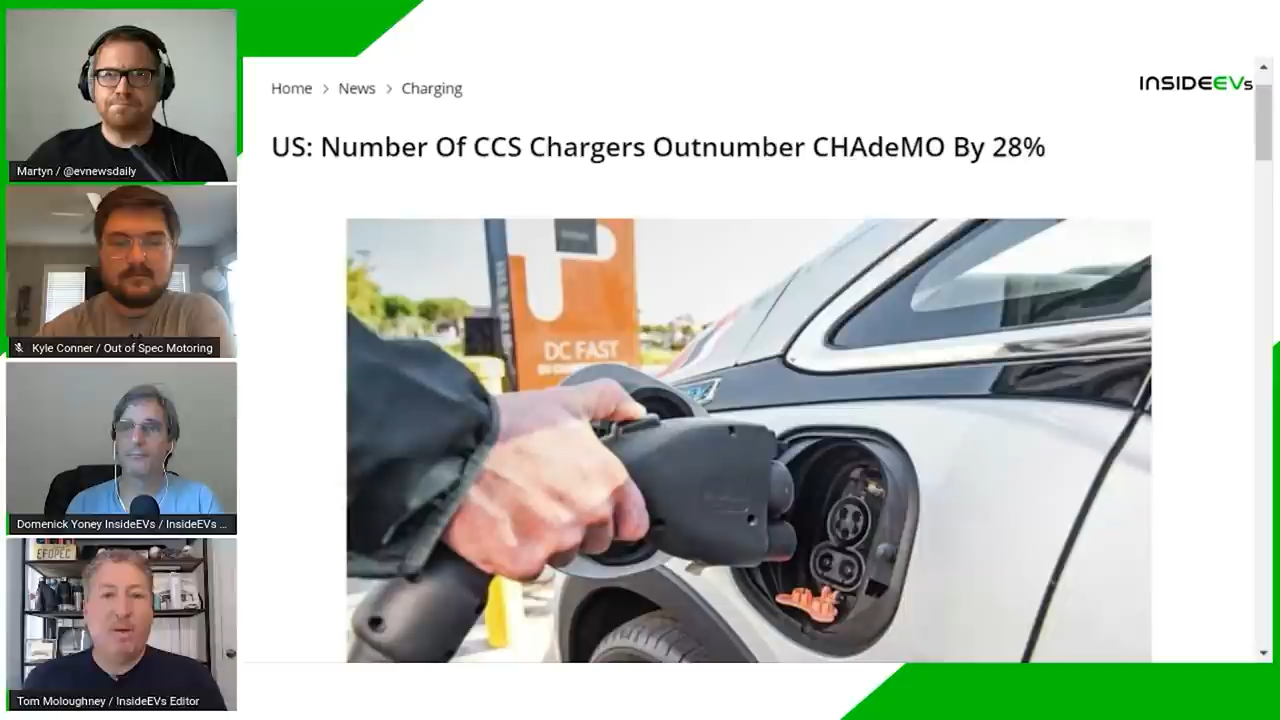 Martyn / @evnewsdaily
Kyle Conner / Out of Spec Motoring
Domenick Yoney InsideEVs / InsideEVs ...
EFOPEC
Tom Moloughney / InsideEVs Editor
Home > News > Charging
INSIDEEVs
US: Number Of CCS Chargers Outnumber CHAdeMO By 28%
DC FAST